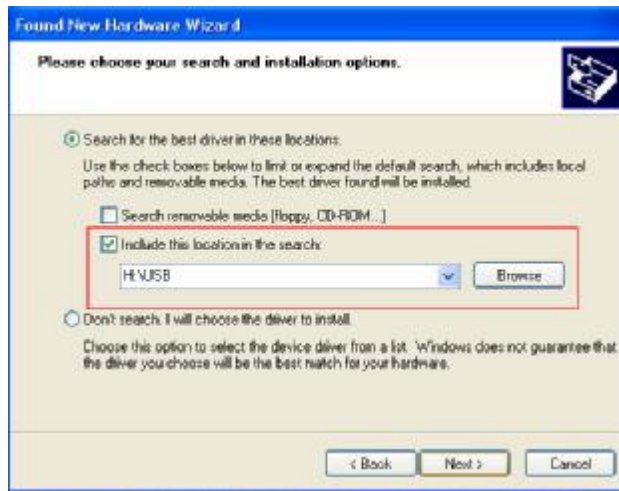 Found New Hardware Wizard
Please choose your search and installation options.
Search for the best driver in these locations.
Use the check boxes below to limit or expand the default search, which includes local
paths and removable media. The best driver found will be installed.
Search removable media (floppy, CD-ROM...)
Include this location in the search:
H:\USB
Browse
Don't search. I will choose the driver to install.
Choose this option to select the device driver from a list. Windows does not guarantee that
the driver you choose will be the best match for your hardware.
< Back
Next >
Cancel